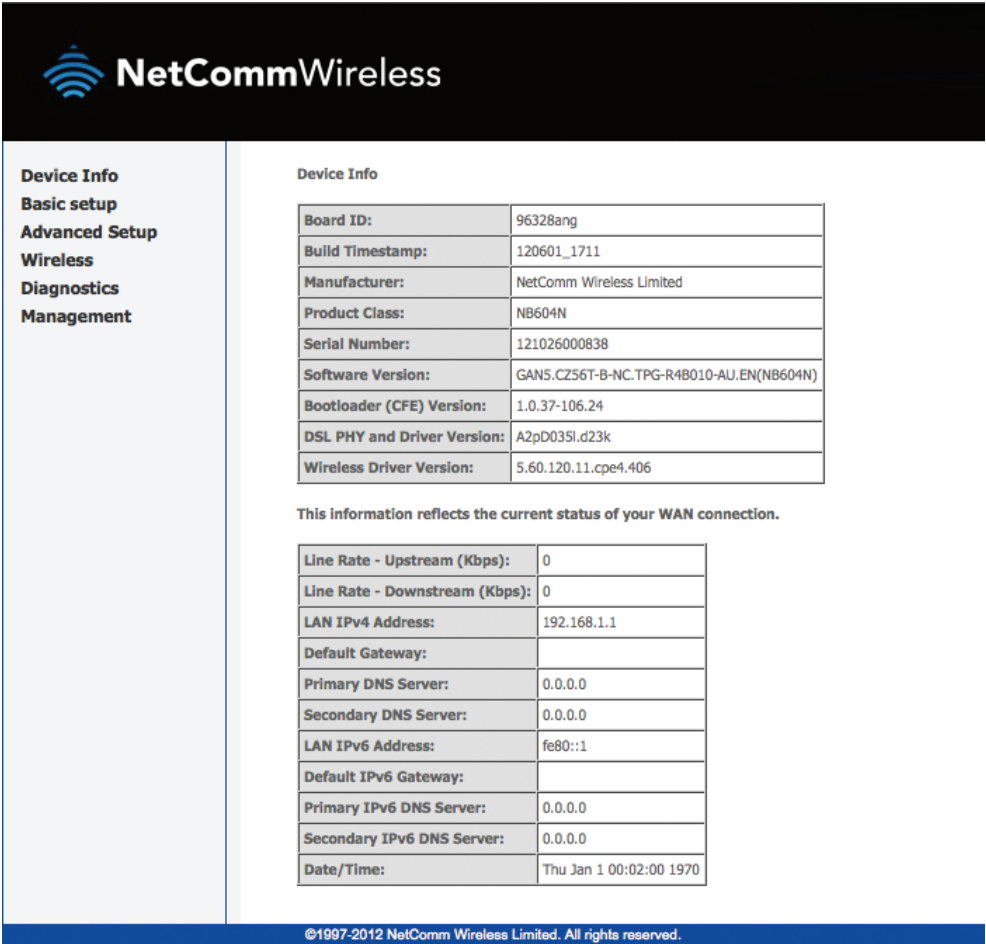 NetCommWireless
Device Info
Basic setup
Advanced Setup
Wireless
Diagnostics
Management
Device Info
Board ID: 96328ang
Build Timestamp: 120601_1711
Manufacturer: NetComm Wireless Limited
Product Class: NB604N
Serial Number: 121026000838
Software Version: GAN5.CZ56T-B-NC.TPG-R4B010-AU.EN(NB604N)
Bootloader (CFE) Version: 1.0.37-106.24
DSL PHY and Driver Version: A2pD035l.d23k
Wireless Driver Version: 5.60.120.11.cpe4.406
This information reflects the current status of your WAN connection.
Line Rate - Upstream (Kbps): 0
Line Rate - Downstream (Kbps): 0
LAN IPv4 Address: 192.168.1.1
Default Gateway:
Primary DNS Server: 0.0.0.0
Secondary DNS Server: 0.0.0.0
LAN IPv6 Address: fe80::1
Default IPv6 Gateway:
Primary IPv6 DNS Server: 0.0.0.0
Secondary IPv6 DNS Server: 0.0.0.0
Date/Time: Thu Jan 1 00:02:00 1970
©1997-2012 NetComm Wireless Limited. All rights reserved.